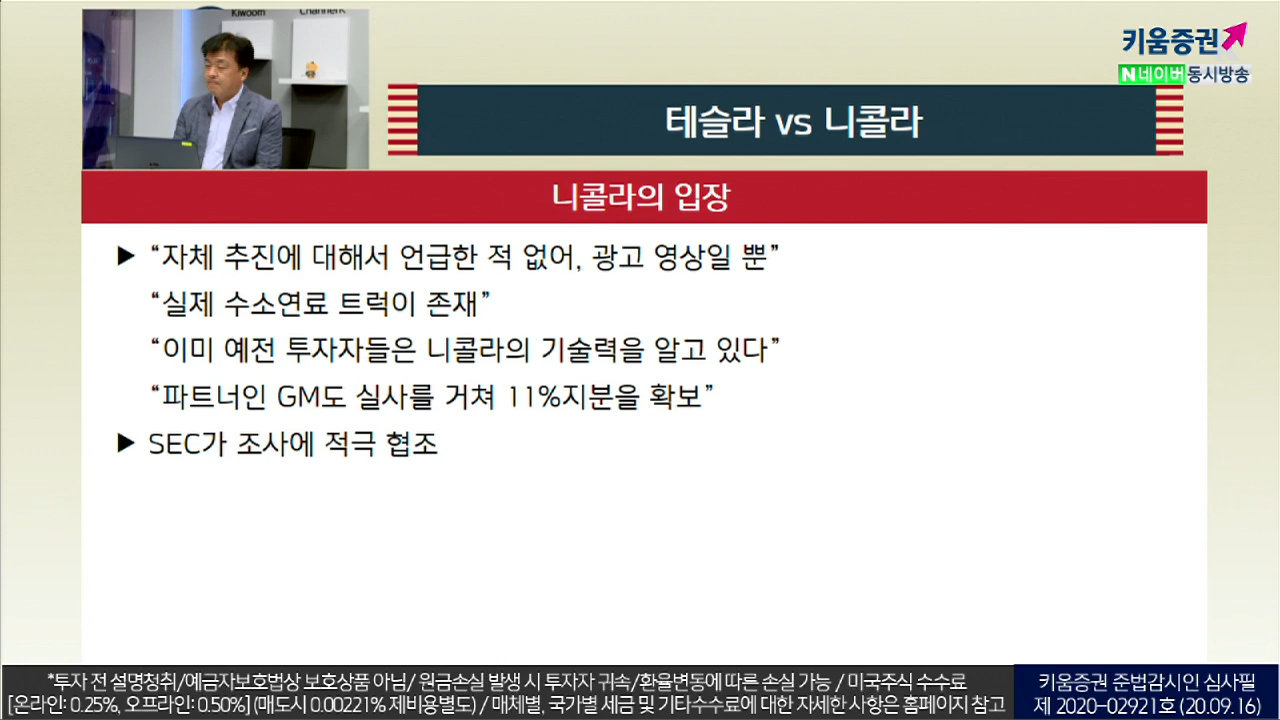 Kiwoom
ChannelK
키움증권
N네이버 동시방송
테슬라 vs 니콜라
니콜라의 입장
▶ “자체 추진에 대해서 언급한 적 없어, 광고 영상일 뿐”
“실제 수소연료 트럭이 존재”
“이미 예전 투자자들은 니콜라의 기술력을 알고 있다”
“파트너인 GM도 실사를 거쳐 11%지분을 확보”
▶ SEC가 조사에 적극 협조
*투자 전 설명청취/예금자보호법상 보호상품 아님/ 원금손실 발생 시 투자자 귀속/환율변동에 따른 손실 가능 / 미국주식 수수료
[온라인: 0.25%, 오프라인: 0.50%] (매도시 0.00221% 제비용별도) / 매체별, 국가별 세금 및 기타수수료에 대한 자세한 사항은 홈페이지 참고
키움증권 준법감시인 심사필
제 2020-02921호 (20.09.16)